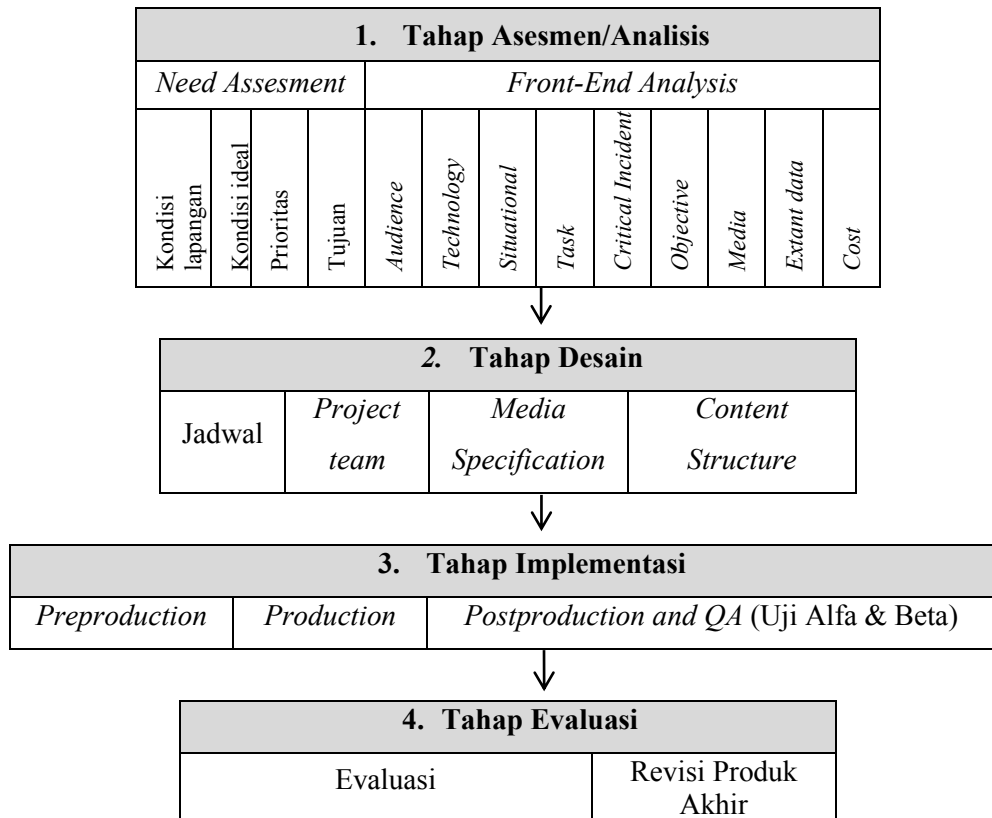 1. Tahap Asesmen/Analisis
Need Assesment
Front-End Analysis
Kondisi
lapangan
Kondisi ideal
Prioritas
Tujuan
Audience
Technology
Situational
Task
Critical Incident
Objective
Media
Extant data
Cost
2. Tahap Desain
Jadwal
Project
team
Media
Specification
Content
Structure
3. Tahap Implementasi
Preproduction
Production
Postproduction and QA (Uji Alfa & Beta)
4. Tahap Evaluasi
Evaluasi
Revisi Produk
Akhir